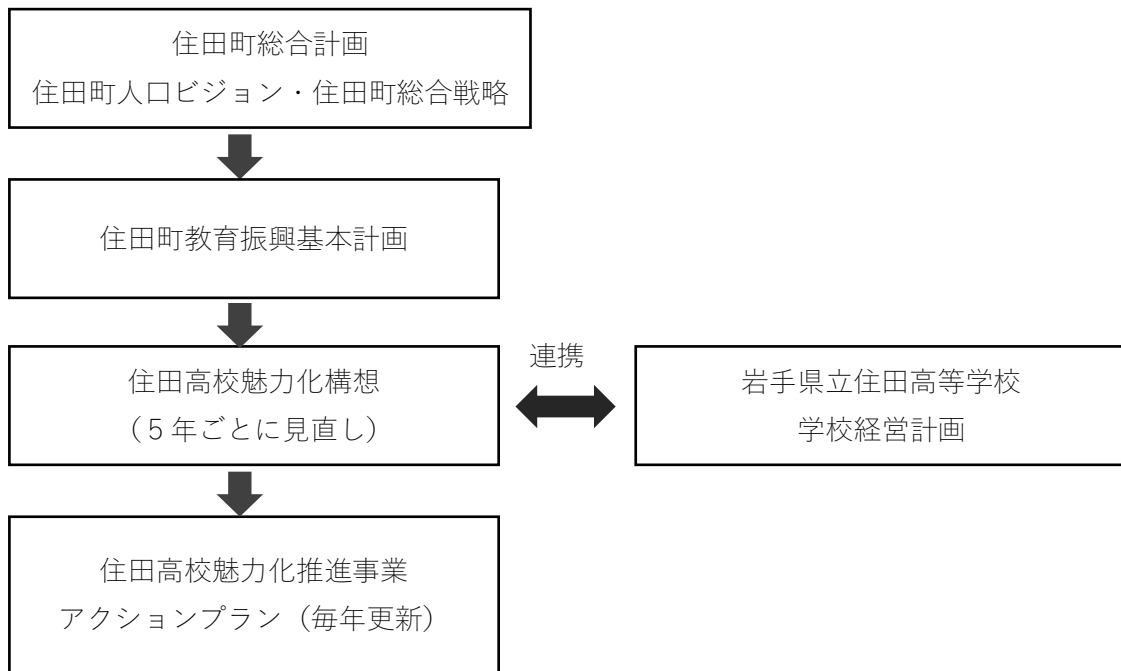 住田町総合計画
住田町人口ビジョン・住田町総合戦略
住田町教育振興基本計画
住田高校魅力化構想
（５年ごとに見直し）
連携
岩手県立住田高等学校
学校経営計画
住田高校魅力化推進事業
アクションプラン（毎年更新）